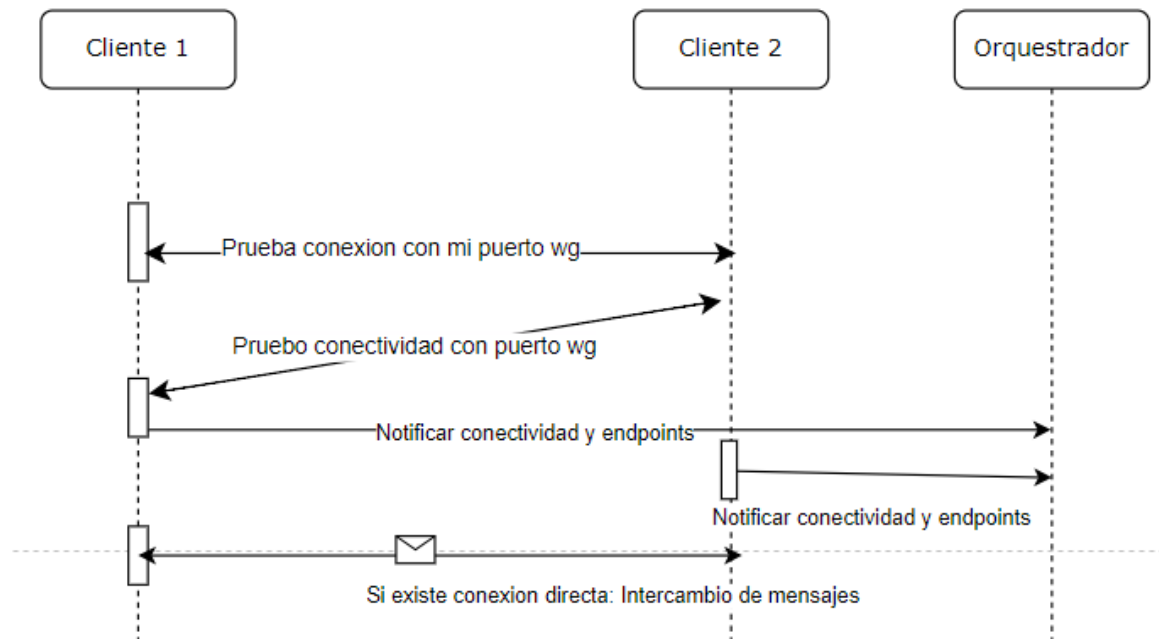 Cliente 1
Cliente 2
Orquestrador
Prueba conexion con mi puerto wg
Pruebo conectividad con puerto wg
Notificar conectividad y endpoints
Notificar conectividad y endpoints
Si existe conexion directa: Intercambio de mensajes